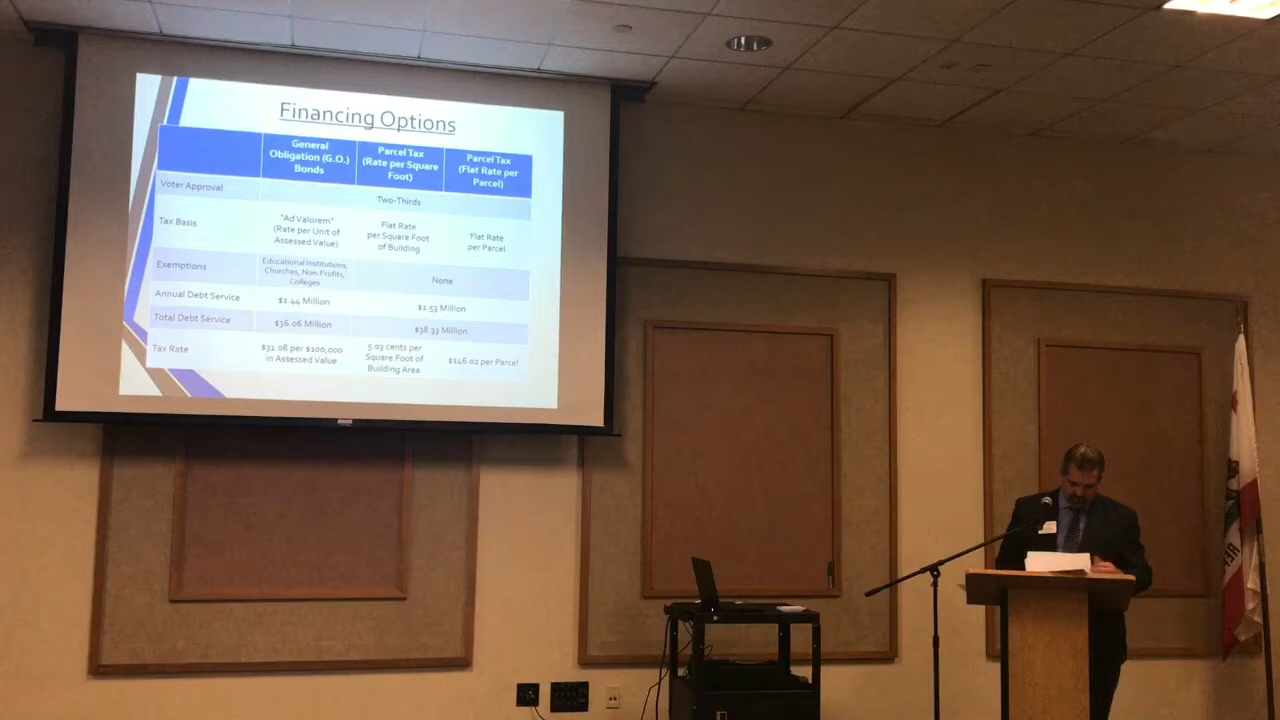 Financing Options
General
Obligation (G.O.)
Bonds
Parcel Tax
(Rate per Square
Foot)
Parcel Tax
(Flat Rate per
Parcel)
Voter Approval
Two-Thirds
Tax Basis
"Ad Valorem"
(Rate per Unit of
Assessed Value)
Flat Rate
per Square Foot
of Building
Flat Rate
per Parcel
Exemptions
Educational Institutions,
Churches, Non-Profits,
Colleges
None
Annual Debt Service
$1.44 Million
$1.53 Million
Total Debt Service
$36.06 Million
$38.33 Million
Tax Rate
$31.08 per $100,000
in Assessed Value
5.03 cents per
Square Foot of
Building Area
$146.02 per Parcel